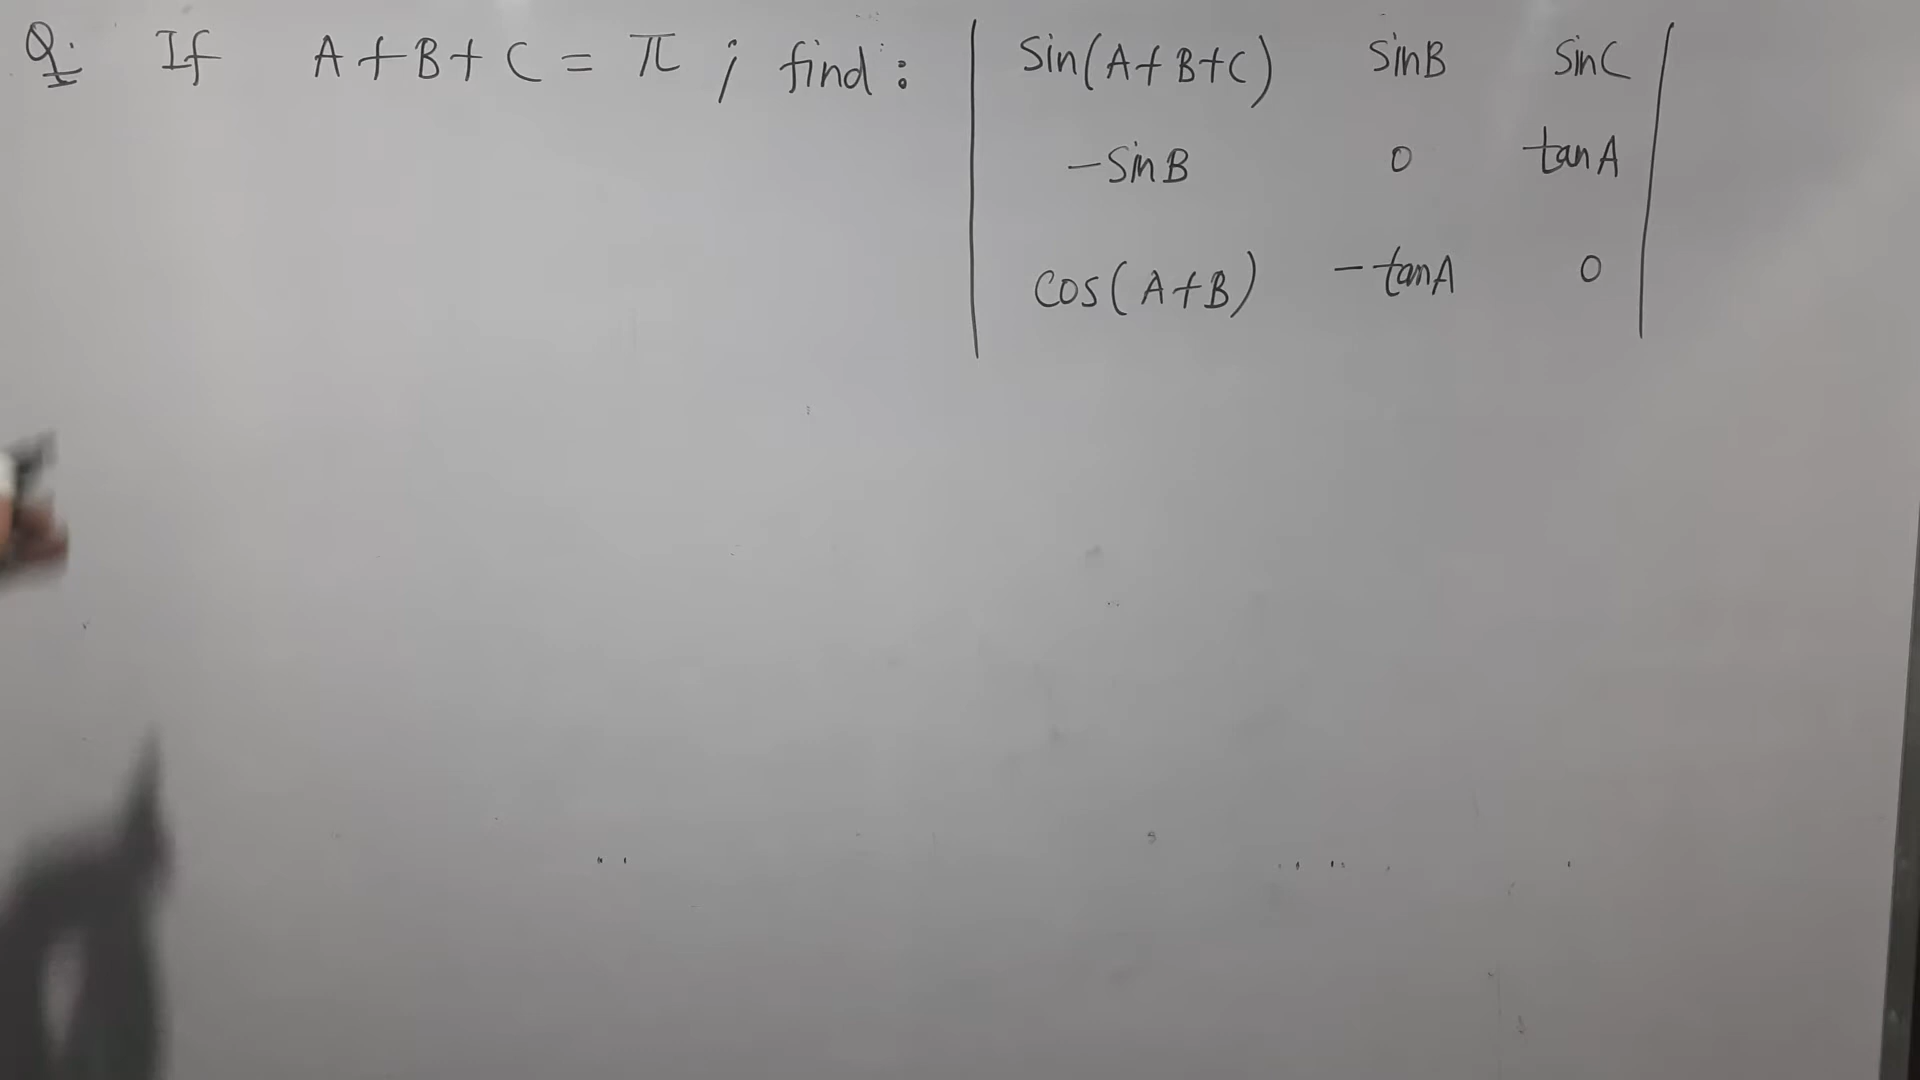 Q: If A+B+C = π ; find : | Sin(A+B+C) SinB SinC |
-SinB 0 tanA
Cos(A+B) -tanA 0